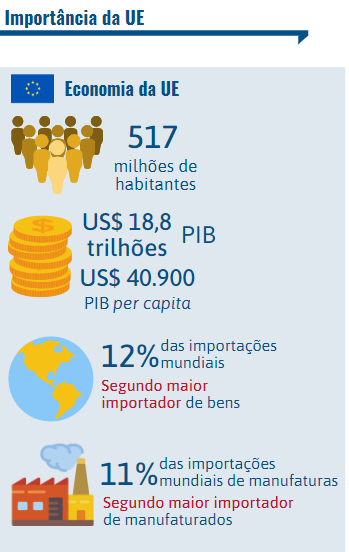 Importância da UE
Economia da UE
517
milhões de
habitantes
US$ 18,8
trilhões
PIB
US$ 40.900
PIB per capita
12%
das importações
mundiais
Segundo maior
importador de bens
11%
das importações
mundiais de manufaturas
Segundo maior importador
de manufaturados